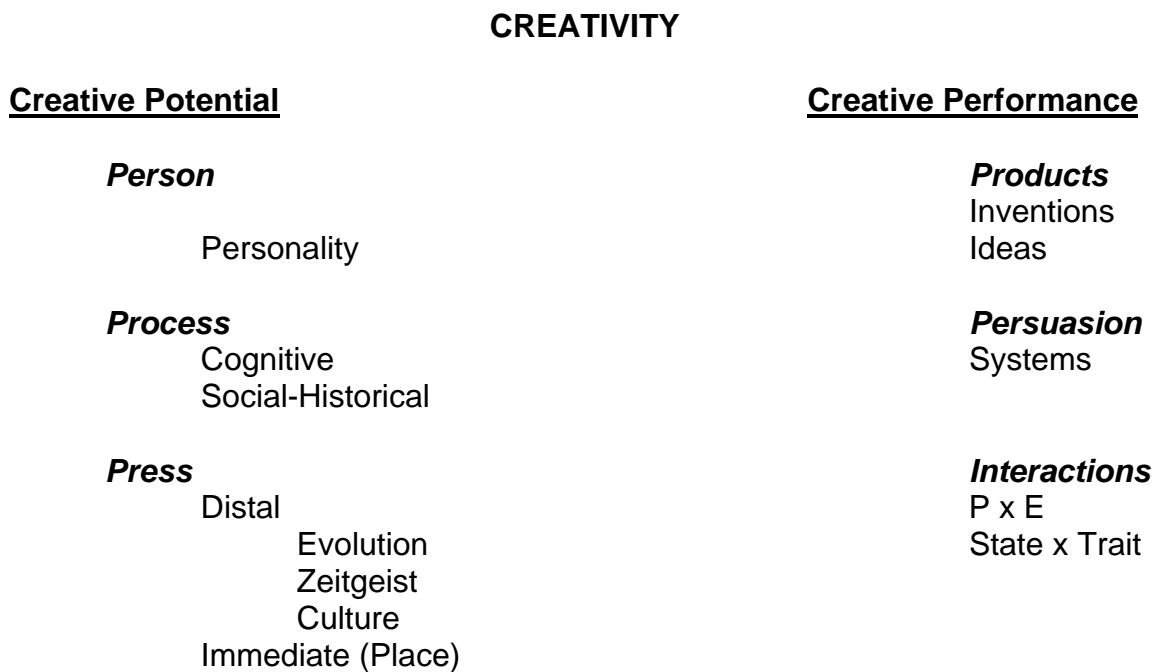 CREATIVITY
Creative Potential Creative Performance
Person Products
Inventions
Personality Ideas
Process Persuasion
Cognitive Systems
Social-Historical
Press Interactions
Distal P x E
Evolution State x Trait
Zeitgeist
Culture
Immediate (Place)